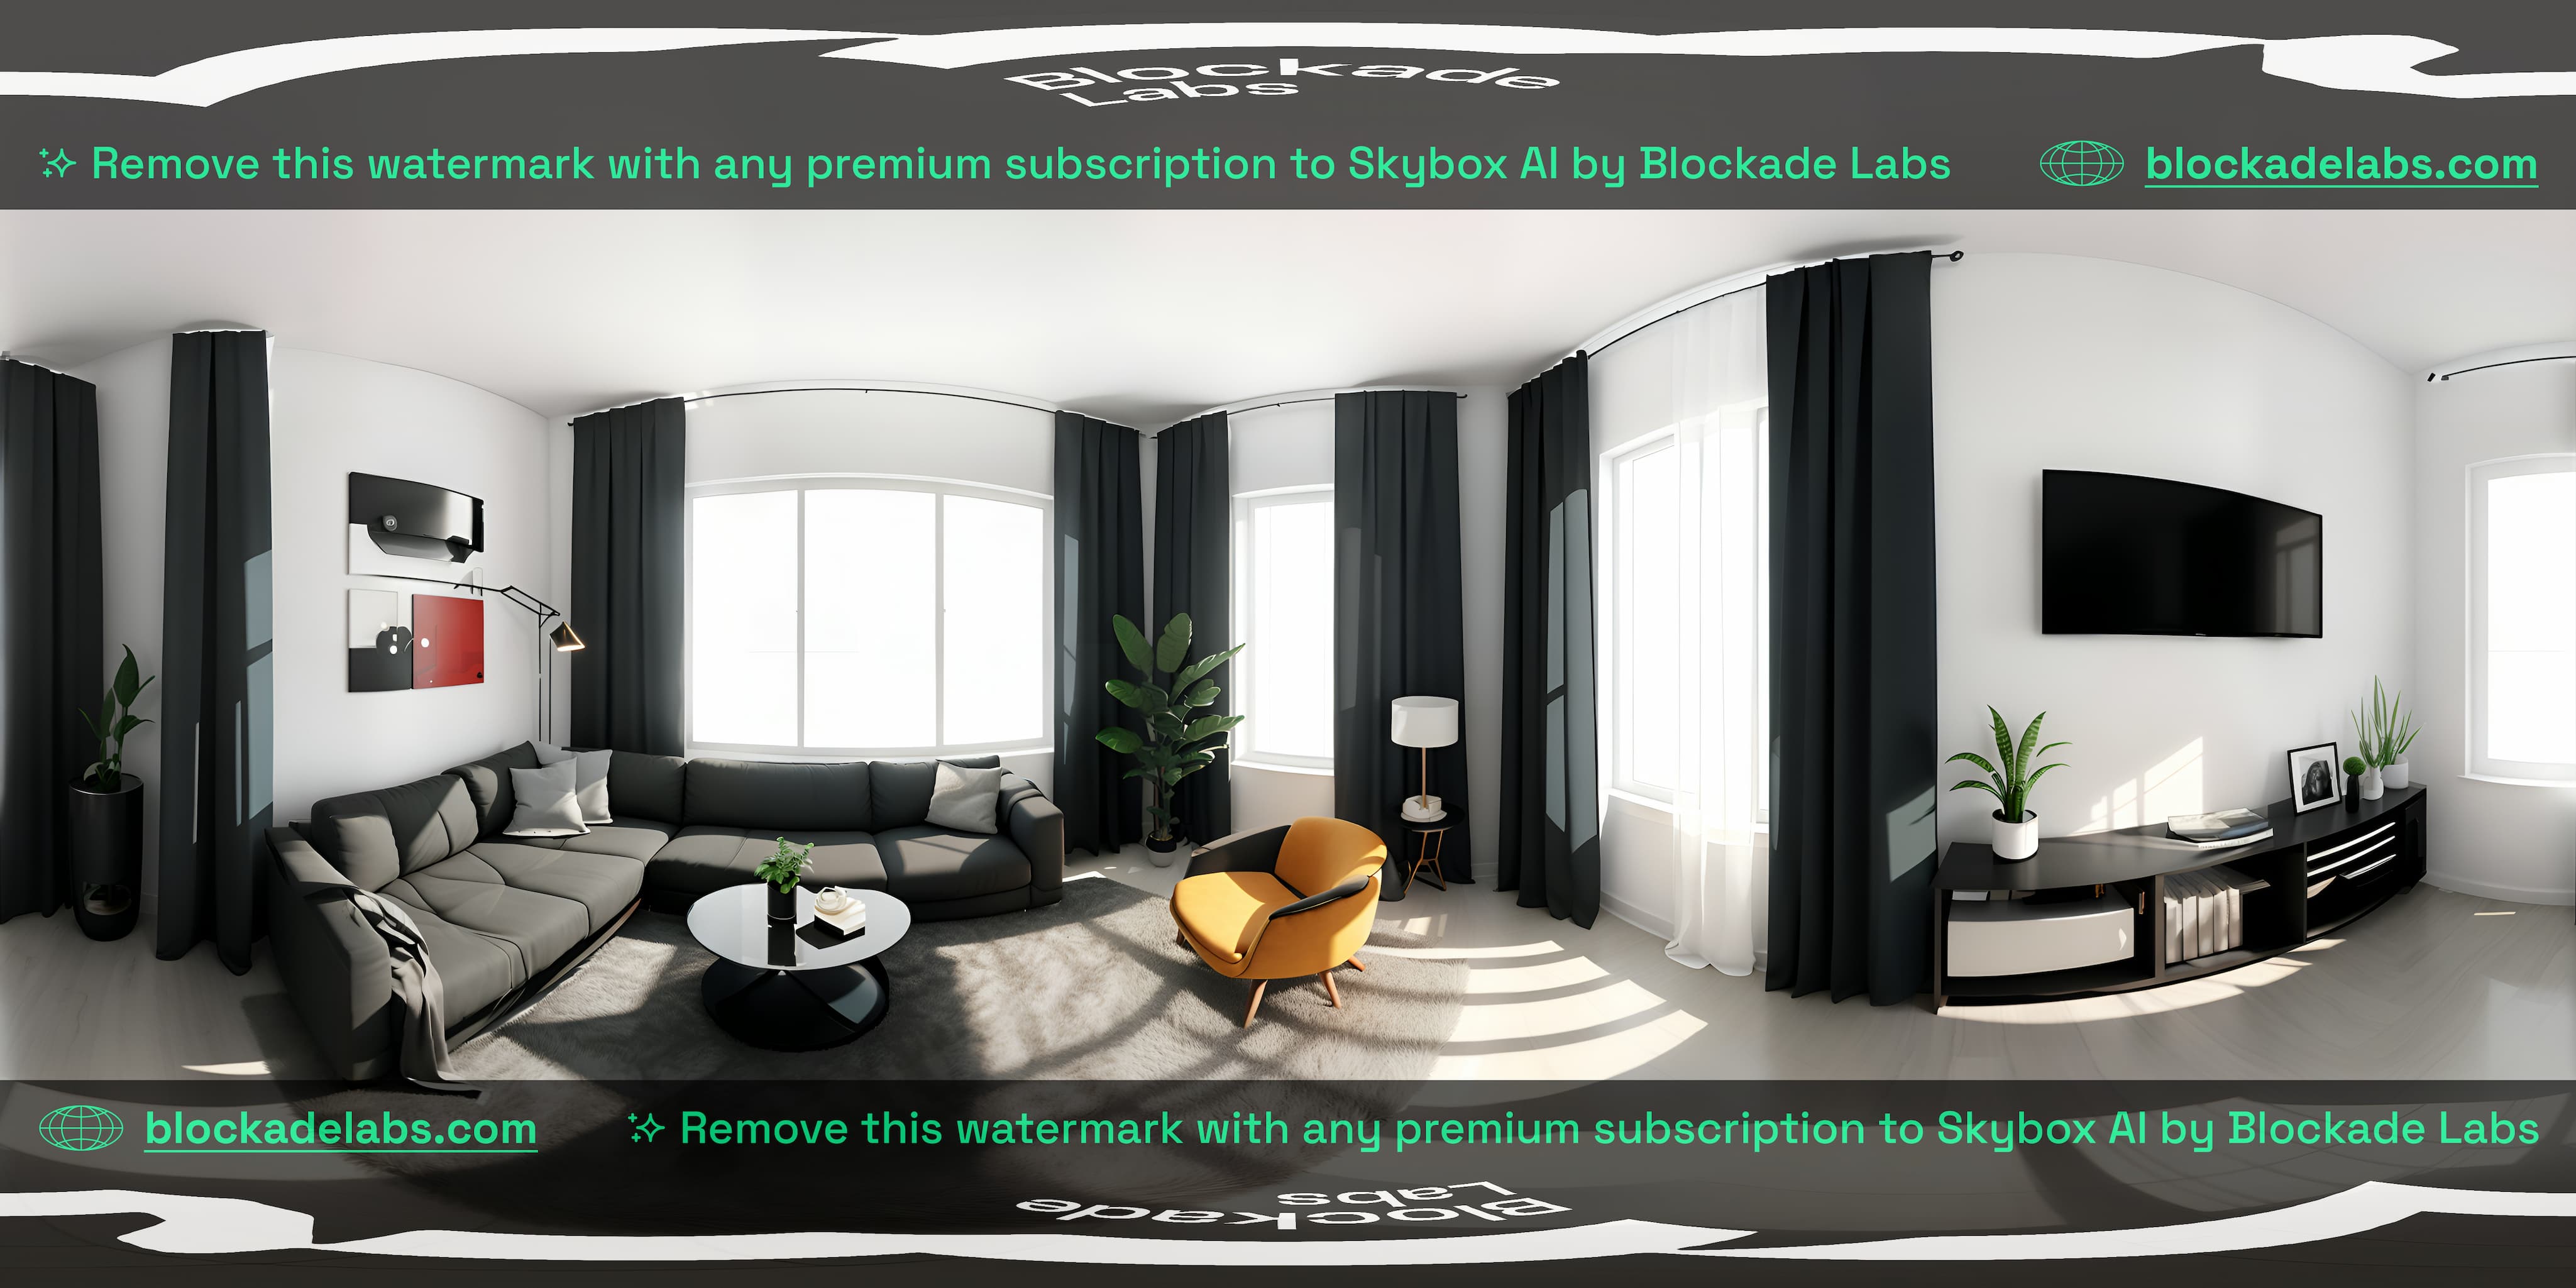 Blockade
Labs
Remove this watermark with any premium subscription to Skybox AI by Blockade Labs
blockadelabs.com
blockadelabs.com
Remove this watermark with any premium subscription to Skybox AI by Blockade Labs
Labs
Blockade